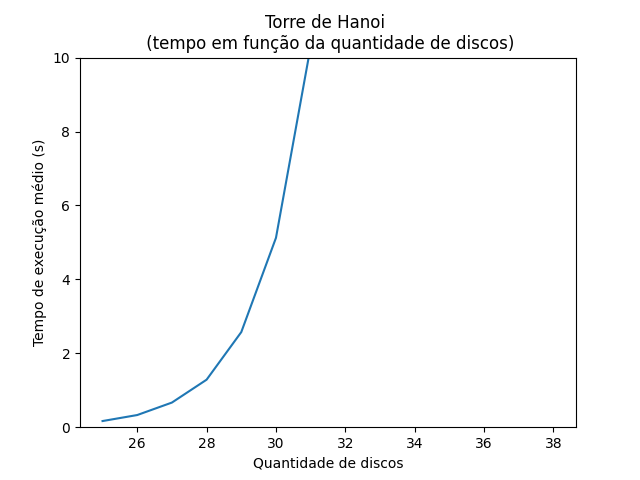 Torre de Hanoi
(tempo em função da quantidade de discos)
10
8
6
4
2
0
Tempo de execução médio (s)
26 28 30 32 34 36 38
Quantidade de discos